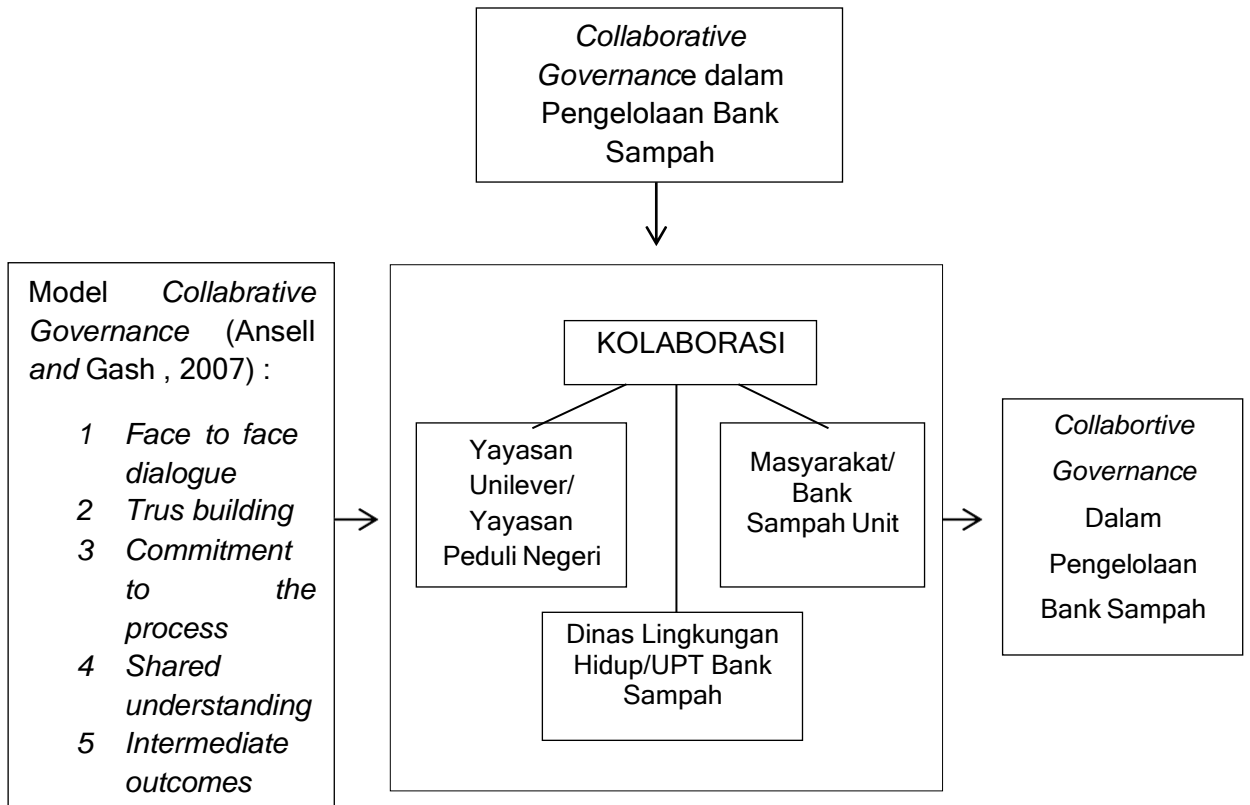 Collaborative
Governance dalam
Pengelolaan Bank
Sampah
Model Collabrative
Governance (Ansell
and Gash , 2007) :
1 Face to face
dialogue
2 Trus building
3 Commitment
to the
process
4 Shared
understanding
5 Intermediate
outcomes
KOLABORASI
Yayasan
Unilever/
Yayasan
Peduli Negeri
Masyarakat/
Bank
Sampah Unit
Dinas Lingkungan
Hidup/UPT Bank
Sampah
Collabortive
Governance
Dalam
Pengelolaan
Bank Sampah